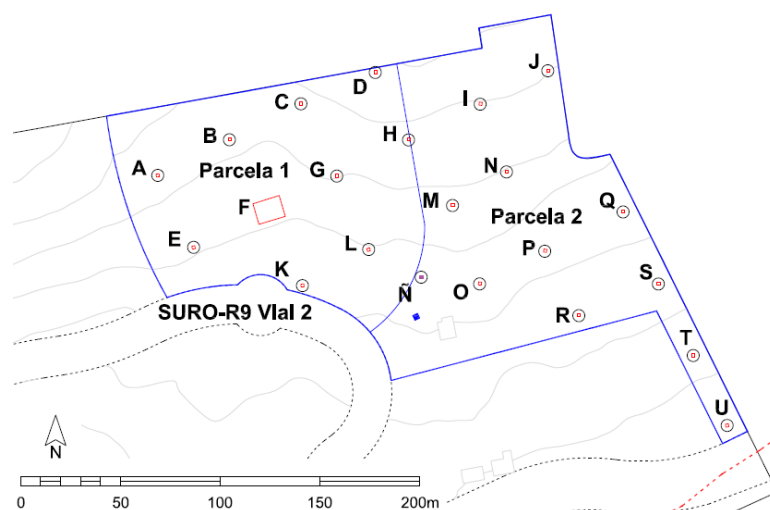 J
D
C
I
B
H
A
Parcela 1
G
N
F
M
Q
Parcela 2
E
L
P
K
Ñ
O
S
SURO-R9 Vial 2
R
T
U
N
0 50 100 150 200m